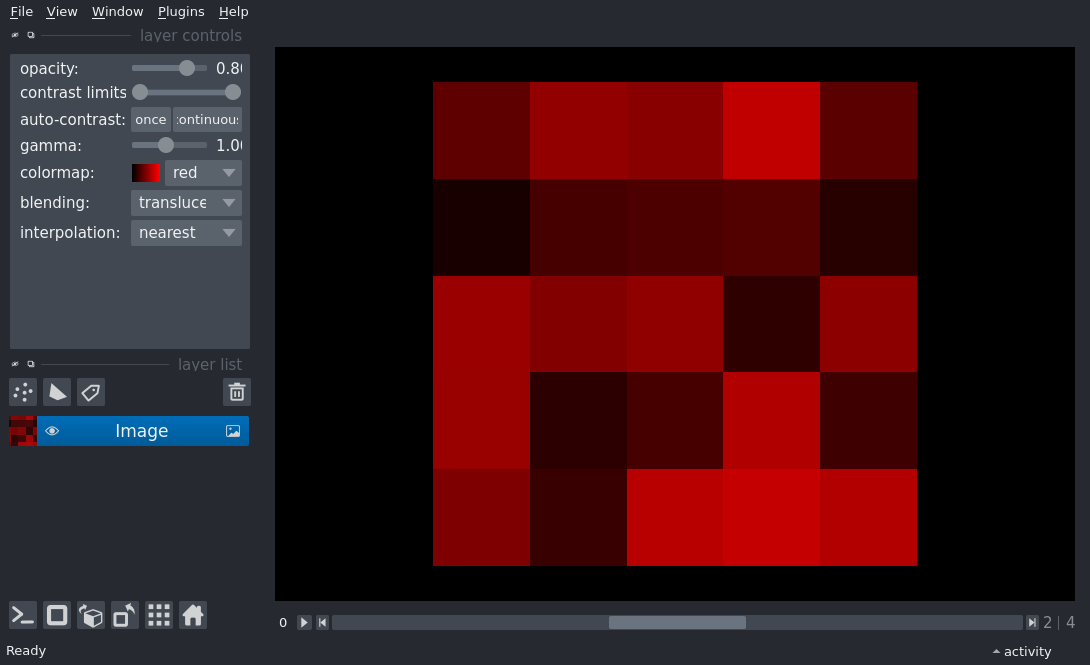 File View Window Plugins Help
layer controls
opacity: 0.80
contrast limits
auto-contrast: once continuous
gamma: 1.00
colormap: red
blending: transluce
interpolation: nearest
layer list
Image
0 2 | 4
Ready
activity